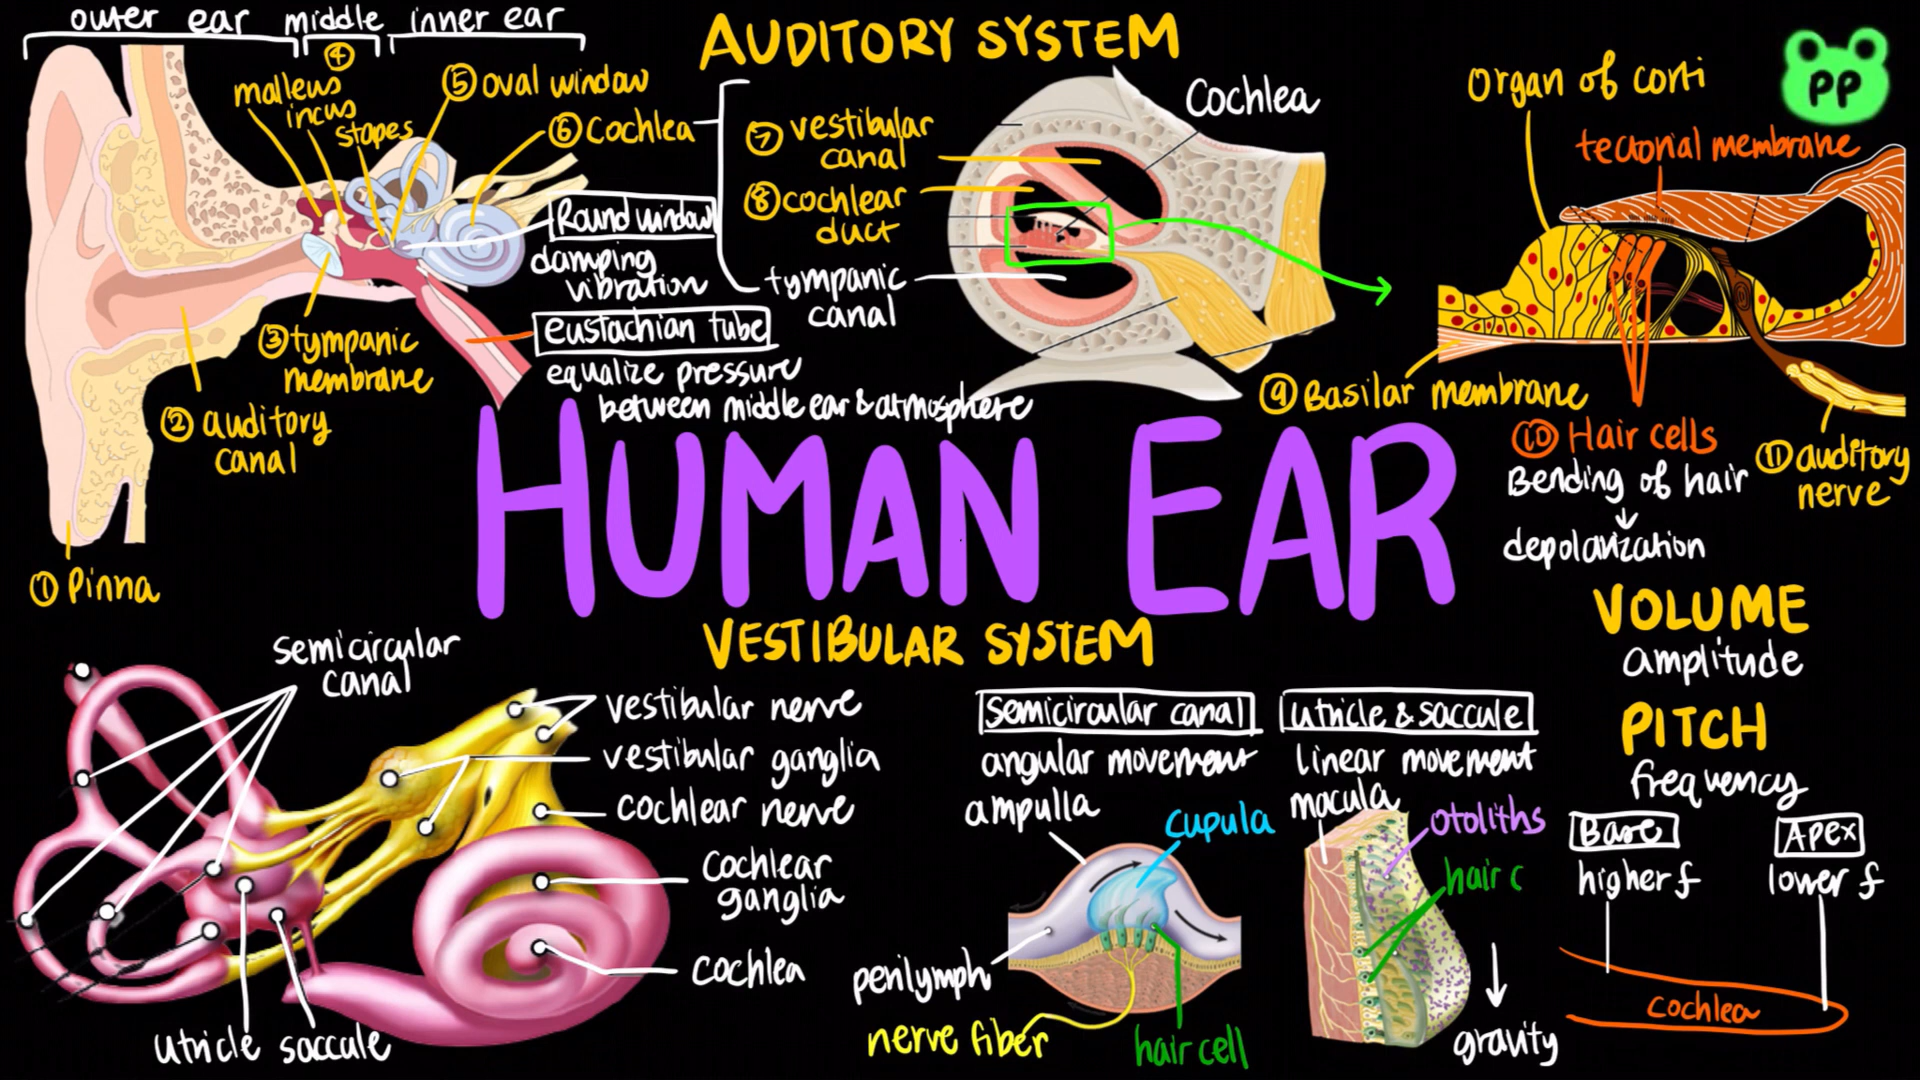 outer ear middle inner ear
AUDITORY SYSTEM
④
malleus
incus
stapes
⑤ oval window
⑥ Cochlea
Round window
damping
vibration
eustachian tube
equalize pressure
between middle ear & atmosphere
③ tympanic
membrane
② auditory
canal
① Pinna
⑦ vestibular
canal
⑧ cochlear
duct
tympanic
canal
Cochlea
Organ of corti
PP
tectorial membrane
⑨ Basilar membrane
⑩ Hair cells
Bending of hair
↓
depolarization
⑪ auditory
nerve
HUMAN EAR
VESTIBULAR SYSTEM
semicircular
canal
vestibular nerve
vestibular ganglia
cochlear nerve
cochlear
ganglia
cochlea
utricle saccule
semicircular canal
angular movement
ampulla
cupula
perilymph
nerve fiber
hair cell
utricle & saccule
linear movement
macula
otoliths
hair c
gravity
VOLUME
amplitude
PITCH
frequency
Base
higher f
Apex
lower f
cochlea